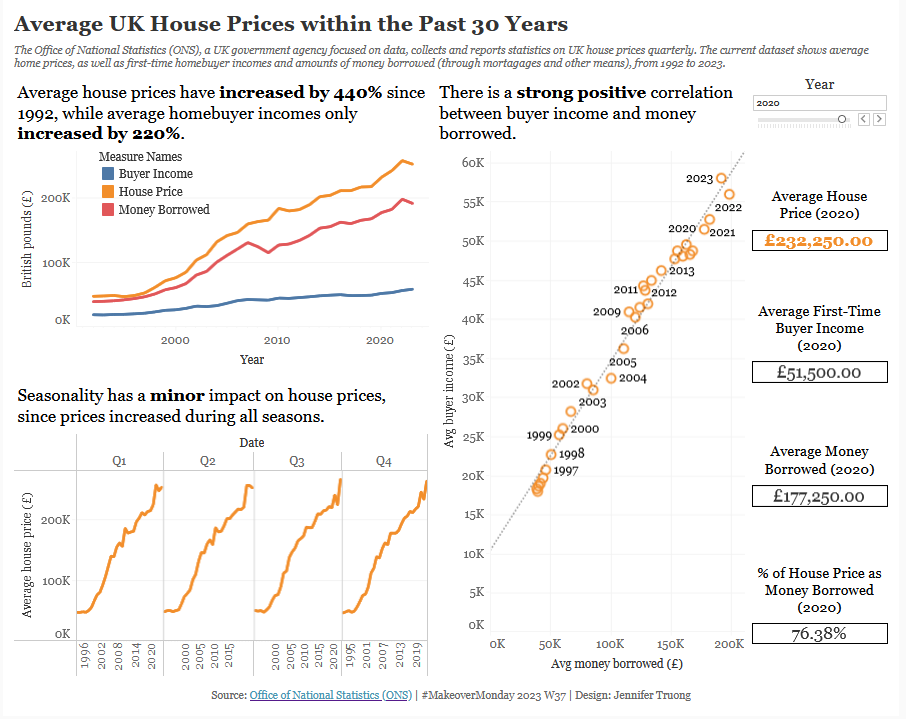 Average UK House Prices within the Past 30 Years
The Office of National Statistics (ONS), a UK government agency focused on data, collects and reports statistics on UK house prices quarterly. The current dataset shows average
home prices, as well as first-time homebuyer incomes and amounts of money borrowed (through mortagages and other means), from 1992 to 2023.
Average house prices have increased by 440% since
1992, while average homebuyer incomes only
increased by 220%.
Measure Names
Buyer Income
House Price
Money Borrowed
British pounds (£)
200K
100K
0K
2000
2010
2020
Year
Seasonality has a minor impact on house prices,
since prices increased during all seasons.
Date
Q1
Q2
Q3
Q4
Average house price (£)
200K
100K
0K
1996
2002
2008
2014
2020
2000
2005
2010
2015
2000
2005
2010
2015
2020
1995
2001
2007
2013
2019
There is a strong positive correlation
between buyer income and money
borrowed.
Avg buyer income (£)
60K
55K
50K
45K
40K
35K
30K
25K
20K
15K
10K
5K
0K
2023
2022
2020
2021
2013
2011
2012
2009
2006
2005
2004
2002
2003
2000
1999
1998
1997
0K
50K
100K
150K
200K
Avg money borrowed (£)
Year
2020
Average House
Price (2020)
£232,250.00
Average First-Time
Buyer Income
(2020)
£51,500.00
Average Money
Borrowed (2020)
£177,250.00
% of House Price as
Money Borrowed
(2020)
76.38%
Source: Office of National Statistics (ONS) | #MakeoverMonday 2023 W37 | Design: Jennifer Truong